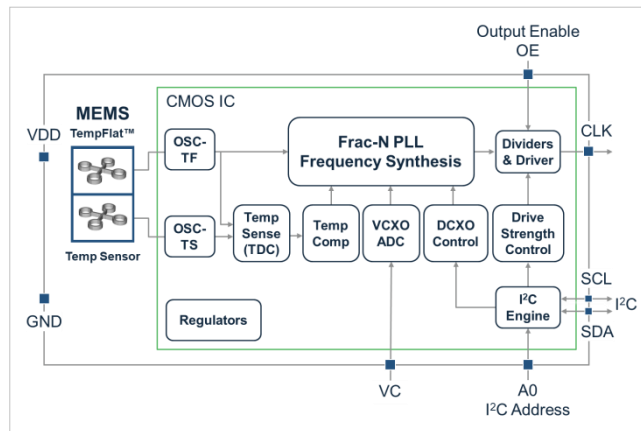 Output Enable
OE
CMOS IC
MEMS
TempFlat™
VDD
CLK
OSC-
TF
Frac-N PLL
Frequency Synthesis
Dividers
& Driver
OSC-
TS
Temp
Sense
(TDC)
Temp
Comp
VCXO
ADC
DCXO
Control
Drive
Strength
Control
Temp Sensor
SCL
I²C
SDA
I²C
Engine
GND
Regulators
VC
A0
I²C Address